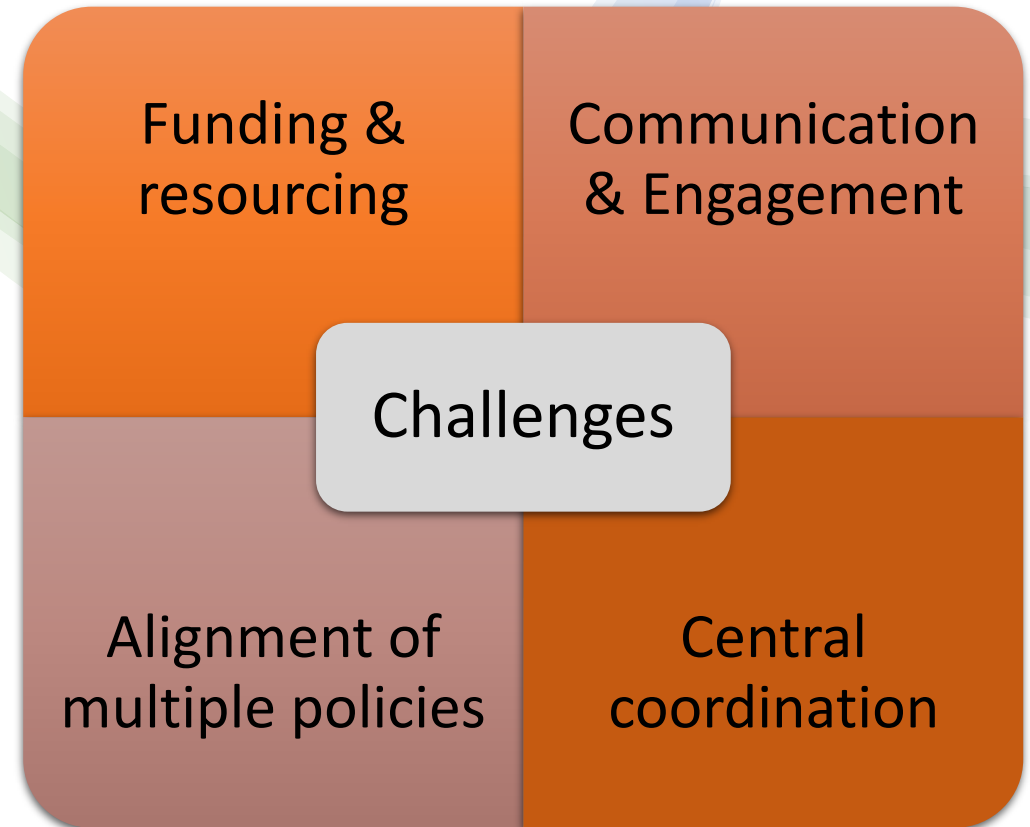 Funding &
resourcing
Communication
& Engagement
Challenges
Alignment of
multiple policies
Central
coordination